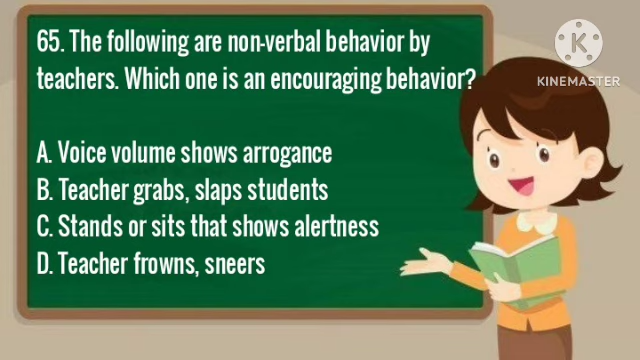 65. The following are non-verbal behavior by
teachers. Which one is an encouraging behavior?
A. Voice volume shows arrogance
B. Teacher grabs, slaps students
C. Stands or sits that shows alertness
D. Teacher frowns, sneers
K
KINEMASTER